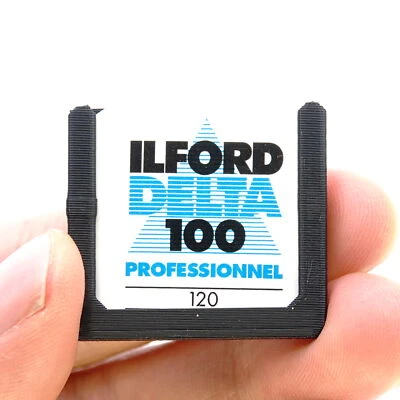 ILFORD
DELTA
100
PROFESSIONNEL
120